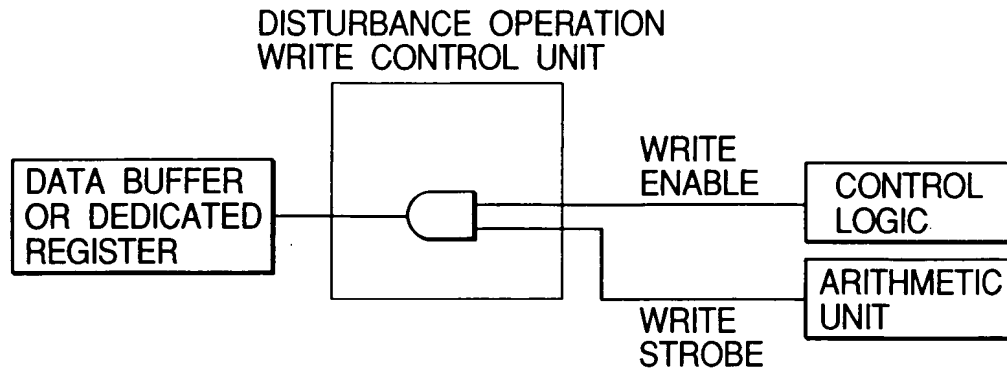 DISTURBANCE OPERATION
WRITE CONTROL UNIT
DATA BUFFER
OR DEDICATED
REGISTER
WRITE
ENABLE
CONTROL
LOGIC
WRITE
STROBE
ARITHMETIC
UNIT